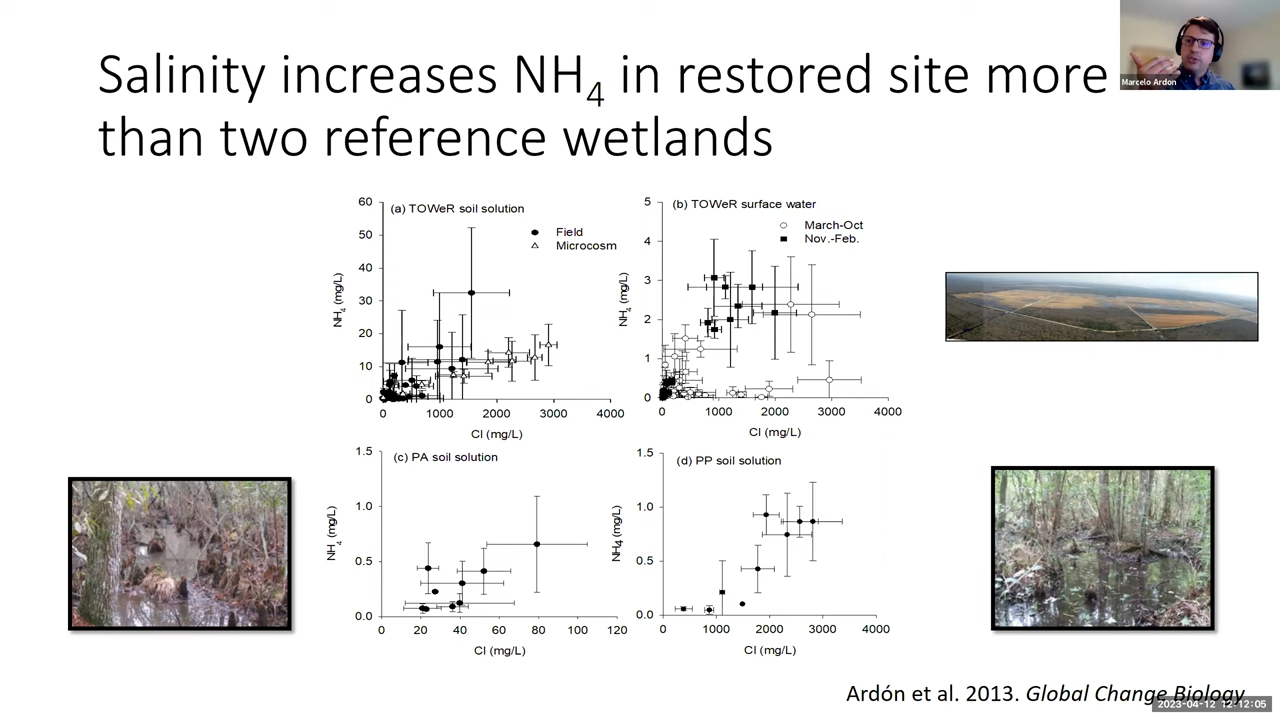 Salinity increases NH4 in restored site more
than two reference wetlands
Marcelo Ardon
(a) TOWeR soil solution
Field
Microcosm
NH4 (mg/L)
60
50
40
30
20
10
0
0 1000 2000 3000 4000
Cl (mg/L)
(b) TOWeR surface water
March-Oct
Nov.-Feb.
NH4 (mg/L)
5
4
3
2
1
0
0 1000 2000 3000 4000
Cl (mg/L)
(c) PA soil solution
NH4 (mg/L)
1.5
1.0
0.5
0.0
0 20 40 60 80 100 120
Cl (mg/L)
(d) PP soil solution
NH4 (mg/L)
1.5
1.0
0.5
0.0
0 1000 2000 3000 4000
Cl (mg/L)
Ardón et al. 2013. Global Change Biology
2023-04-12 12:12:05